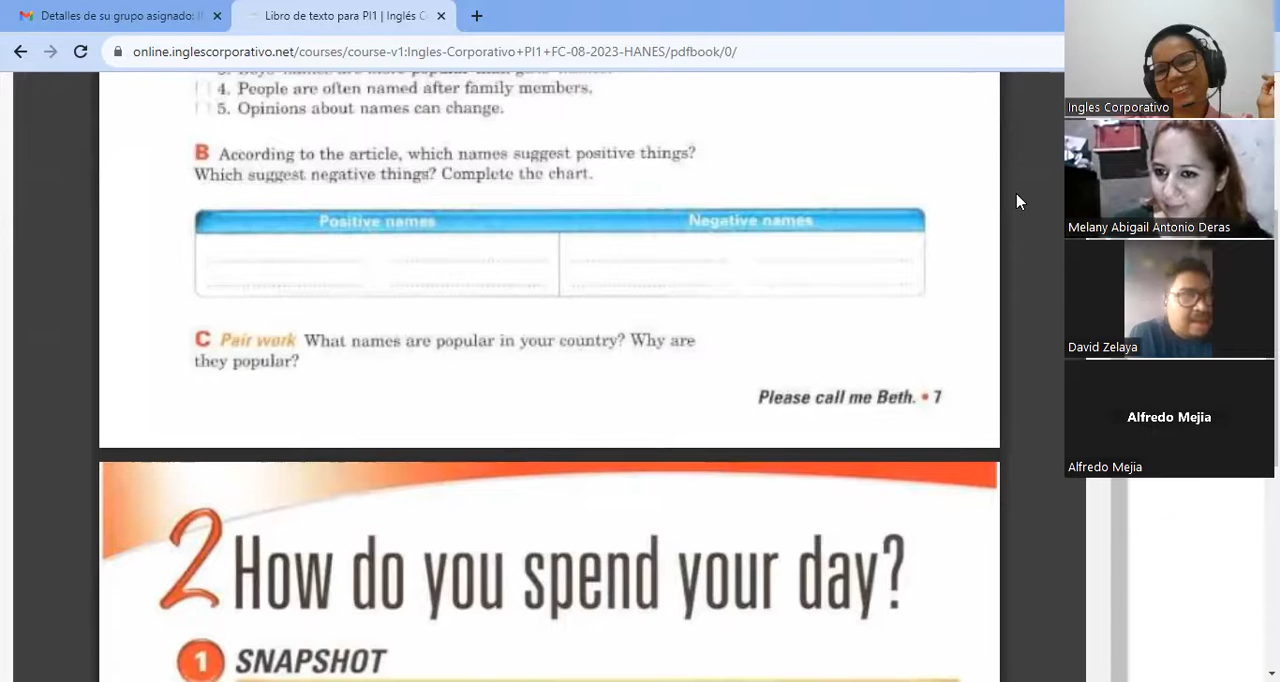 Detalles de su grupo asignado: I
Libro de texto para PI1 | Inglés C
online.inglescorporativo.net/courses/course-v1:Ingles-Corporativo+PI1+FC-08-2023-HANES/pdfbook/0/
4. People are often named after family members.
5. Opinions about names can change.
B According to the article, which names suggest positive things?
Which suggest negative things? Complete the chart.
Positive names Negative names
C Pair work What names are popular in your country? Why are
they popular?
Please call me Beth. • 7
2 How do you spend your day?
1 SNAPSHOT
Ingles Corporativo
Melany Abigail Antonio Deras
David Zelaya
Alfredo Mejia
Alfredo Mejia